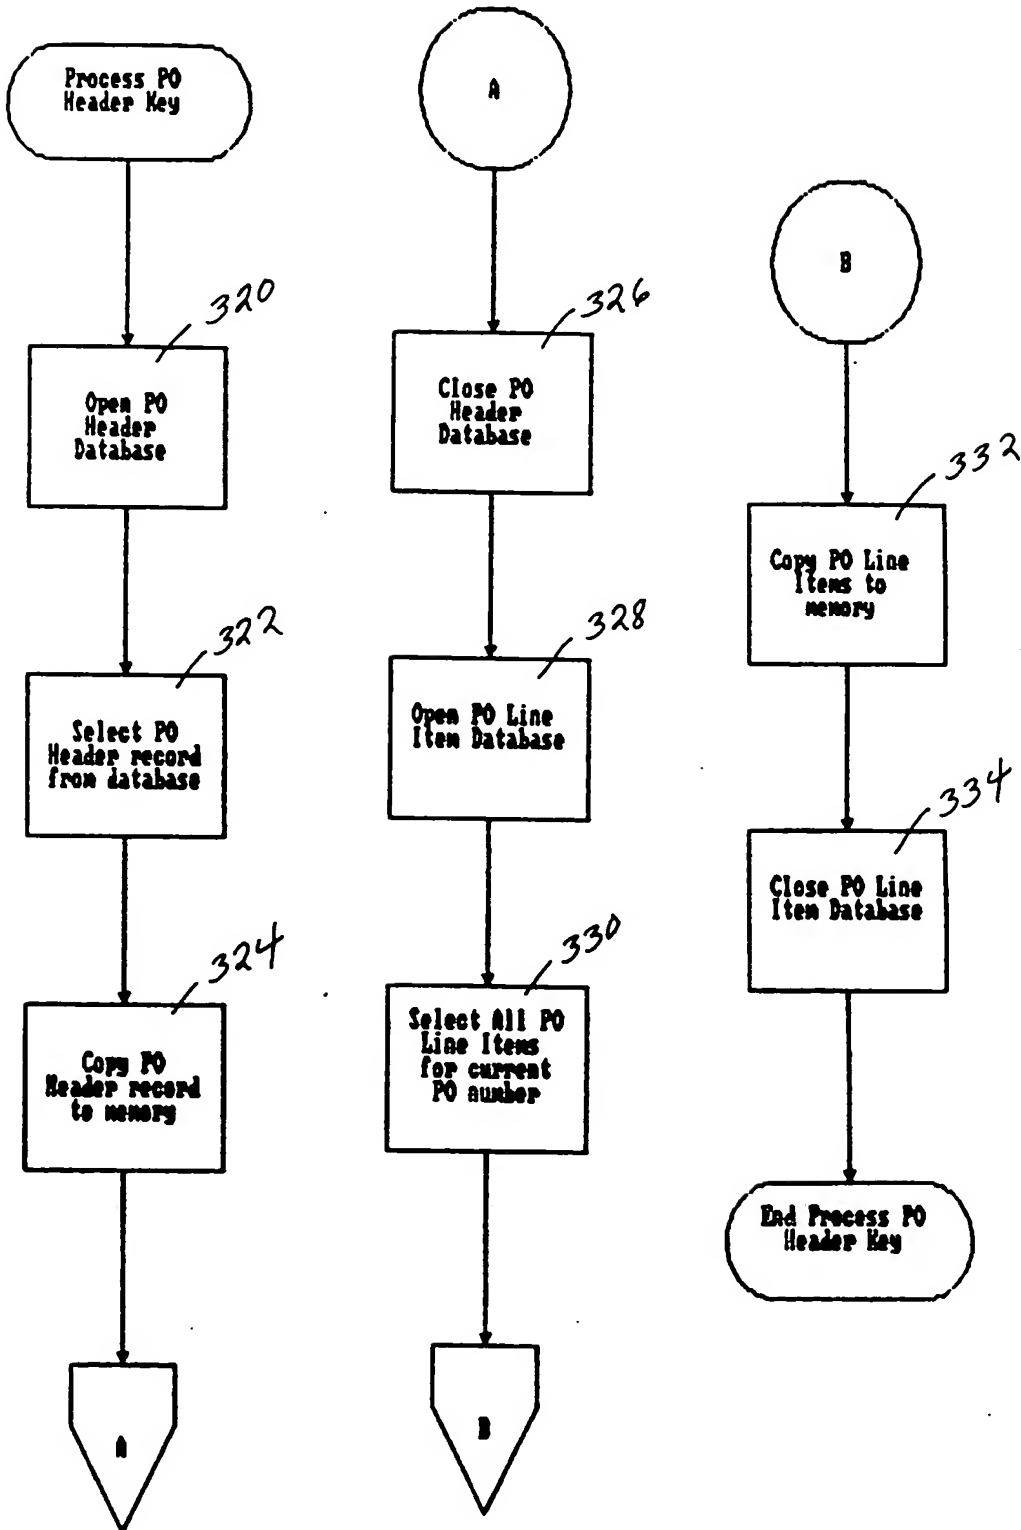 Process PO
Header Key
320
Open PO
Header
Database
322
Select PO
Header record
from database
324
Copy PO
Header record
to memory
A
A
326
Close PO
Header
Database
328
Open PO Line
Item Database
330
Select All PO
Line Items
for current
PO number
B
B
332
Copy PO Line
Items to
memory
334
Close PO Line
Item Database
End Process PO
Header Key